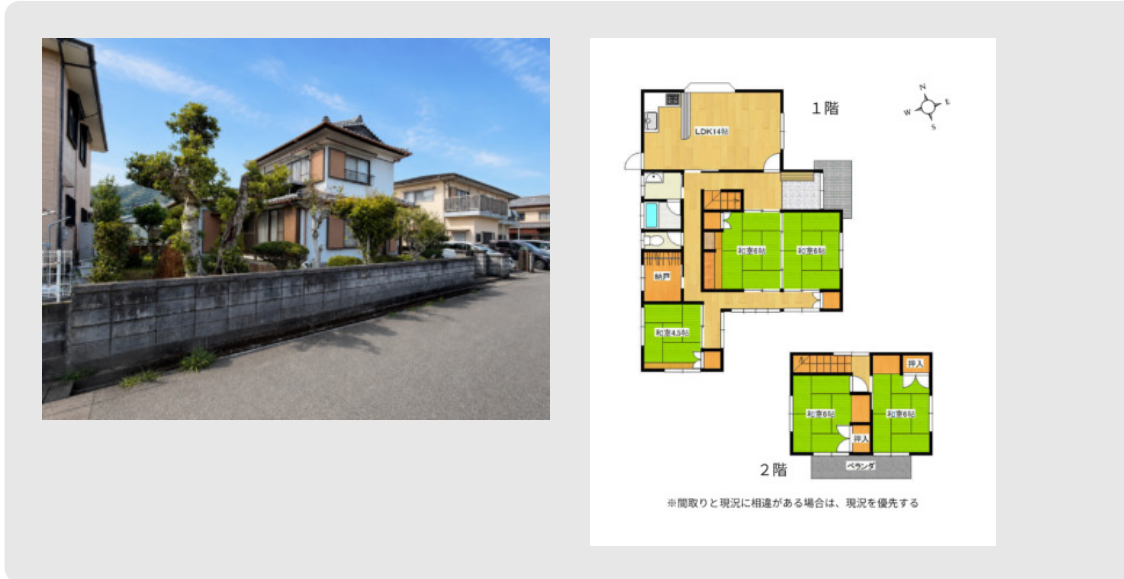 1階
N
W
E
S
LDK14帖
和室6帖
和室6帖
納戸
和室4.5帖
押入
和室6帖
和室6帖
押入
ベランダ
2階
※間取りと現況に相違がある場合は、現況を優先する